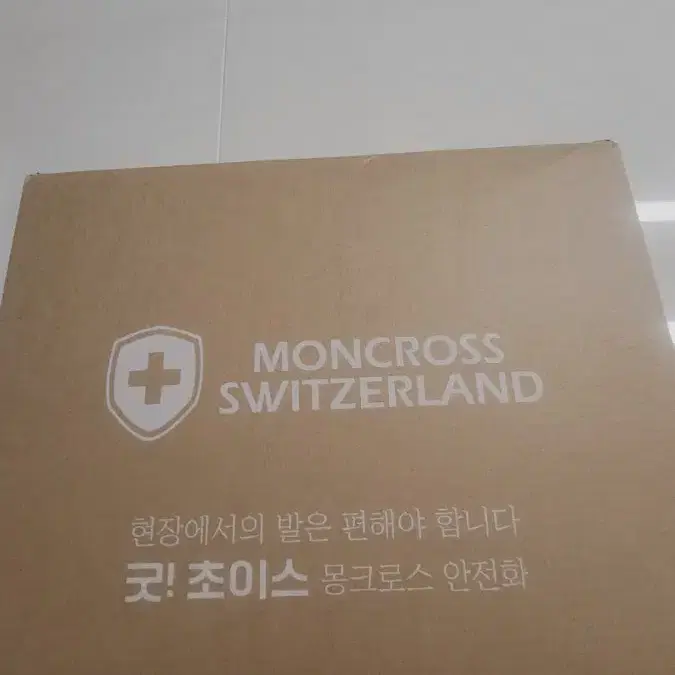 MONCROSS
SWITZERLAND
현장에서의 발은 편해야 합니다
굿! 초이스 몽크로스 안전화